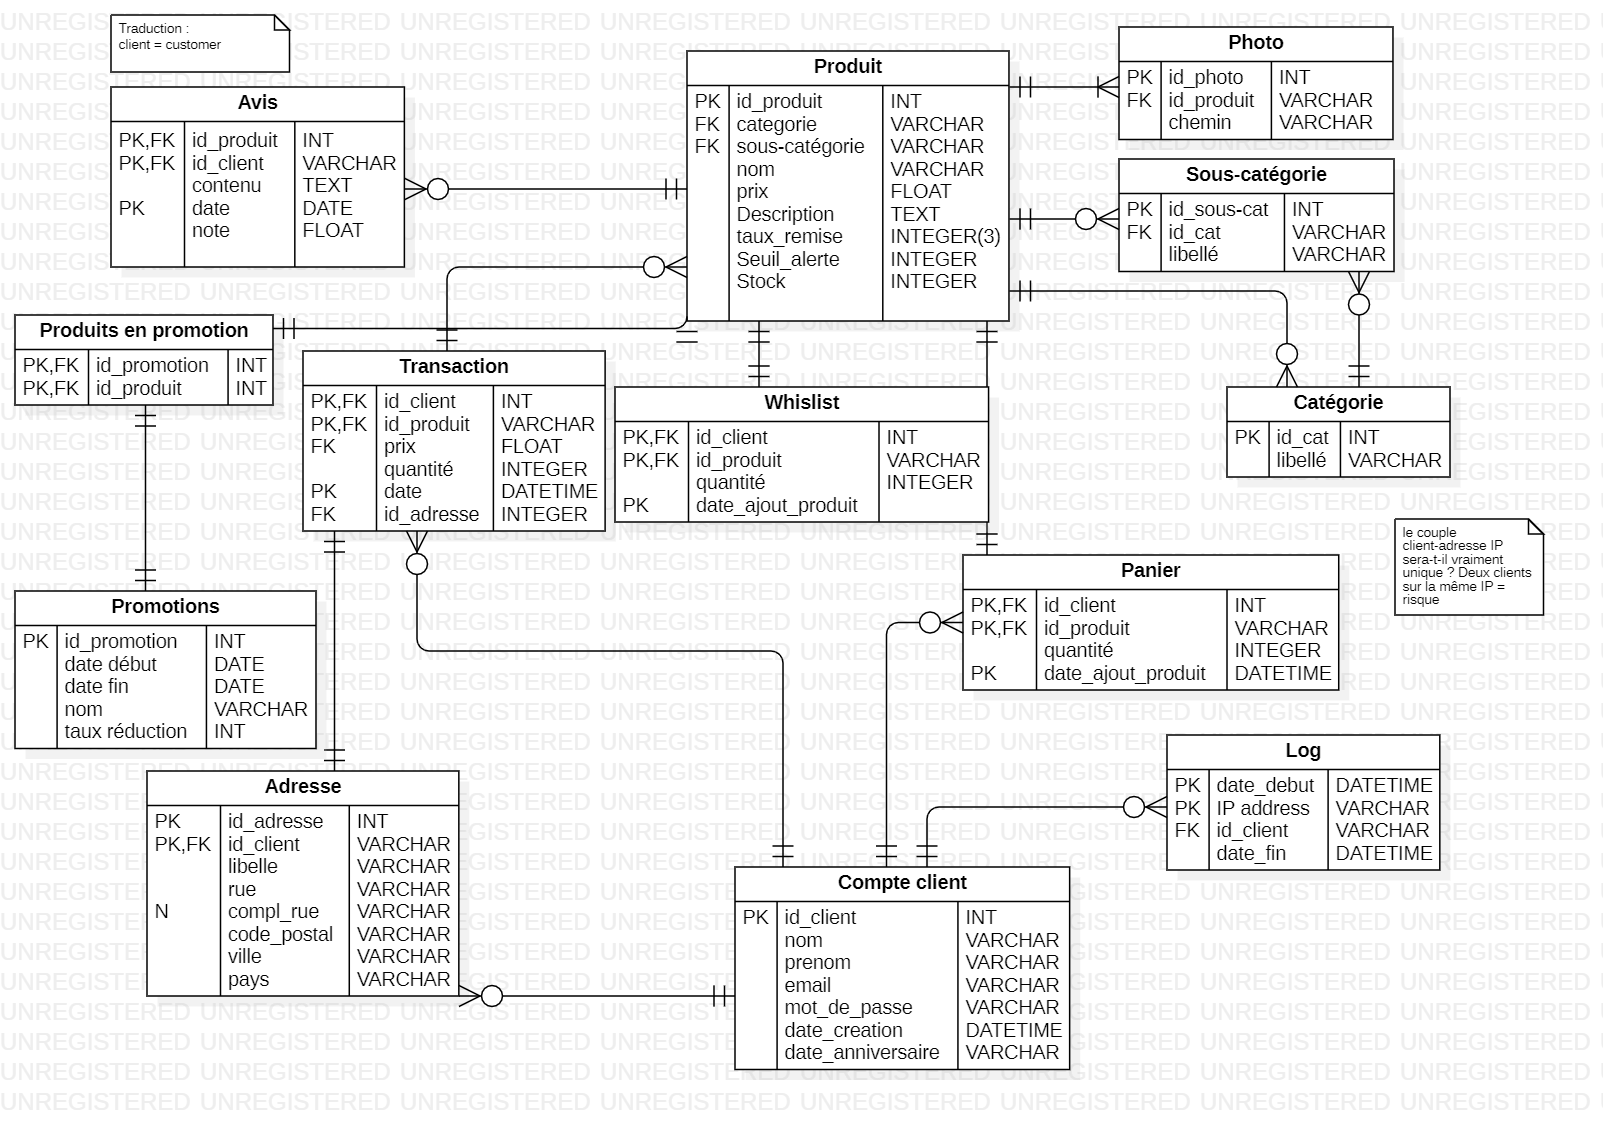 Traduction :
client = customer
Avis
PK,FK id_produit INT
PK,FK id_client VARCHAR
contenu TEXT
PK date DATE
note FLOAT
Produit
PK id_produit INT
FK categorie VARCHAR
FK sous-catégorie VARCHAR
nom VARCHAR
prix FLOAT
Description TEXT
taux_remise INTEGER(3)
Seuil_alerte INTEGER
Stock INTEGER
Photo
PK id_photo INT
FK id_produit VARCHAR
chemin VARCHAR
Sous-catégorie
PK id_sous-cat INT
FK id_cat VARCHAR
libellé VARCHAR
Produits en promotion
PK,FK id_promotion INT
PK,FK id_produit INT
Transaction
PK,FK id_client INT
PK,FK id_produit VARCHAR
FK prix FLOAT
quantité INTEGER
PK date DATETIME
FK id_adresse INTEGER
Whislist
PK,FK id_client INT
PK,FK id_produit VARCHAR
quantité INTEGER
PK date_ajout_produit
Catégorie
PK id_cat INT
libellé VARCHAR
le couple
client-adresse IP
sera-t-il vraiment
unique ? Deux clients
sur la même IP =
risque
Panier
PK,FK id_client INT
PK,FK id_produit VARCHAR
quantité INTEGER
PK date_ajout_produit DATETIME
Promotions
PK id_promotion INT
date début DATE
date fin DATE
nom VARCHAR
taux réduction INT
Log
PK date_debut DATETIME
PK IP address VARCHAR
FK id_client VARCHAR
date_fin DATETIME
Adresse
PK id_adresse INT
PK,FK id_client VARCHAR
libelle VARCHAR
rue VARCHAR
N compl_rue VARCHAR
code_postal VARCHAR
ville VARCHAR
pays VARCHAR
Compte client
PK id_client INT
nom VARCHAR
prenom VARCHAR
email VARCHAR
mot_de_passe VARCHAR
date_creation DATETIME
date_anniversaire VARCHAR
UNREGISTERED